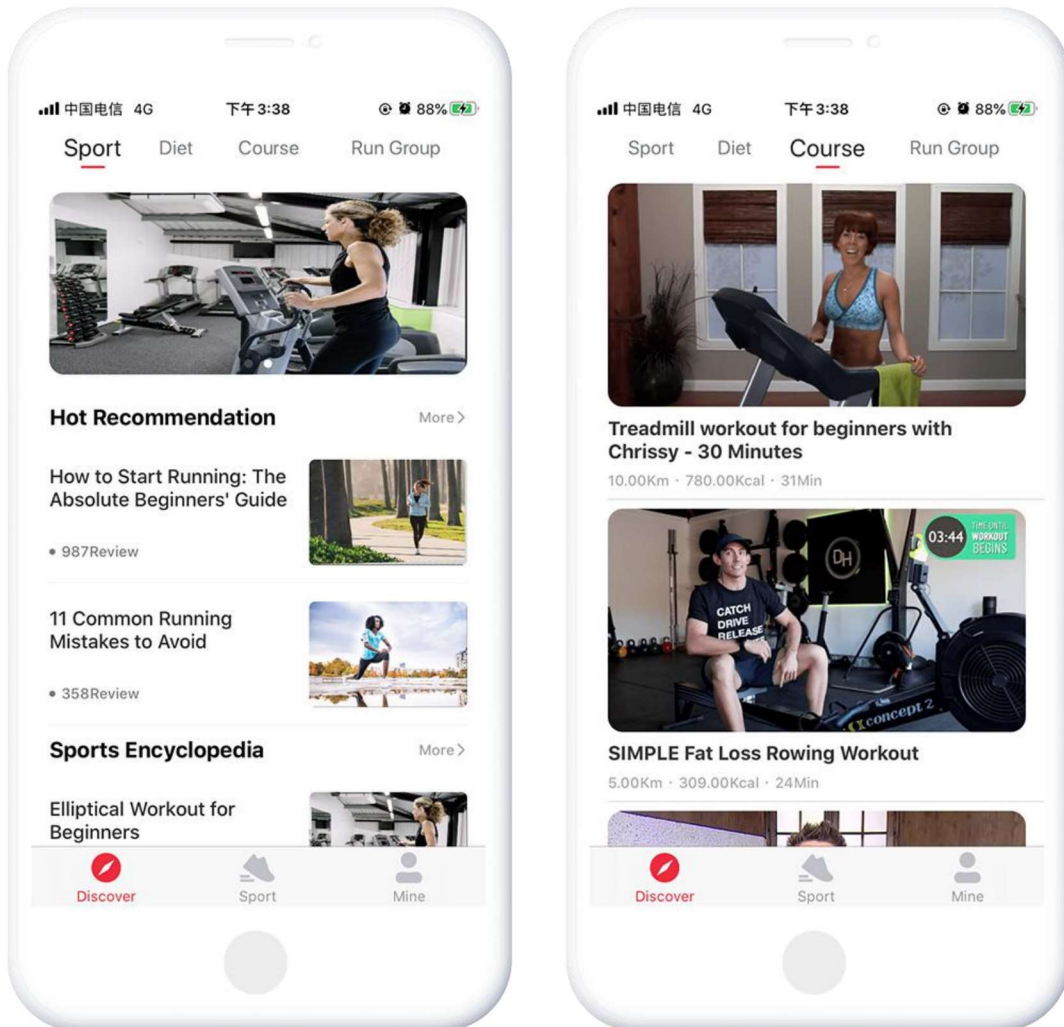 中国电信 4G 下午3:38 88%
Sport Diet Course Run Group
Hot Recommendation More >
How to Start Running: The
Absolute Beginners' Guide
• 987Review
11 Common Running
Mistakes to Avoid
• 358Review
Sports Encyclopedia More >
Elliptical Workout for
Beginners
Discover Sport Mine
中国电信 4G 下午3:38 88%
Sport Diet Course Run Group
Treadmill workout for beginners with
Chrissy - 30 Minutes
10.00Km · 780.00Kcal · 31Min
03:44 TIME UNTIL
WORKOUT
BEGINS
DH
CATCH
DRIVE
RELEASE
concept 2
SIMPLE Fat Loss Rowing Workout
5.00Km · 309.00Kcal · 24Min
Discover Sport Mine